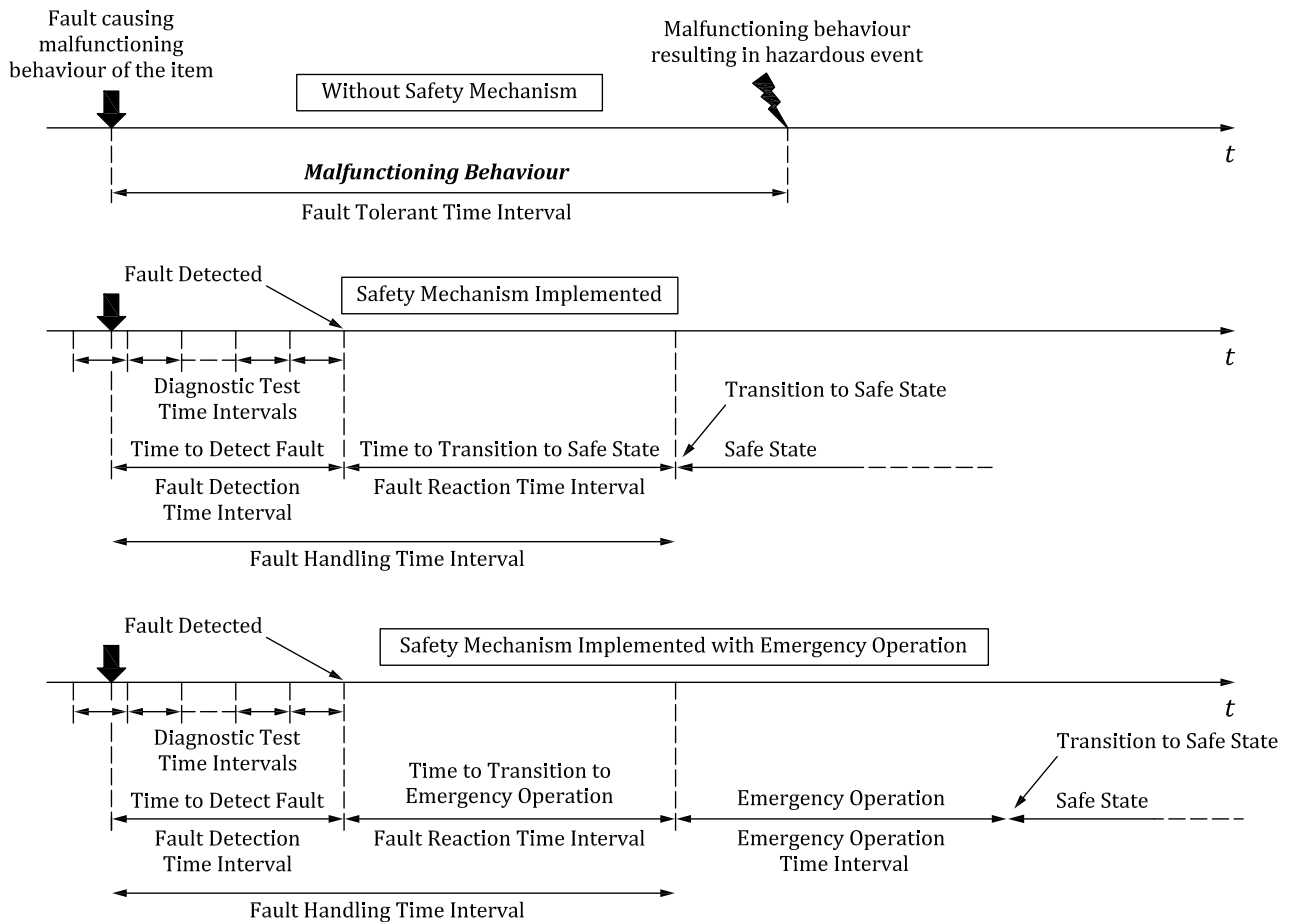 Fault causing
malfunctioning
behaviour of the item
Malfunctioning behaviour
resulting in hazardous event
Without Safety Mechanism
t
Malfunctioning Behaviour
Fault Tolerant Time Interval
Fault Detected
Safety Mechanism Implemented
t
Diagnostic Test
Time Intervals
Transition to Safe State
Time to Detect Fault
Time to Transition to Safe State
Safe State
Fault Detection
Time Interval
Fault Reaction Time Interval
Fault Handling Time Interval
Fault Detected
Safety Mechanism Implemented with Emergency Operation
t
Diagnostic Test
Time Intervals
Transition to Safe State
Time to Detect Fault
Time to Transition to
Emergency Operation
Emergency Operation
Safe State
Fault Detection
Time Interval
Fault Reaction Time Interval
Emergency Operation
Time Interval
Fault Handling Time Interval